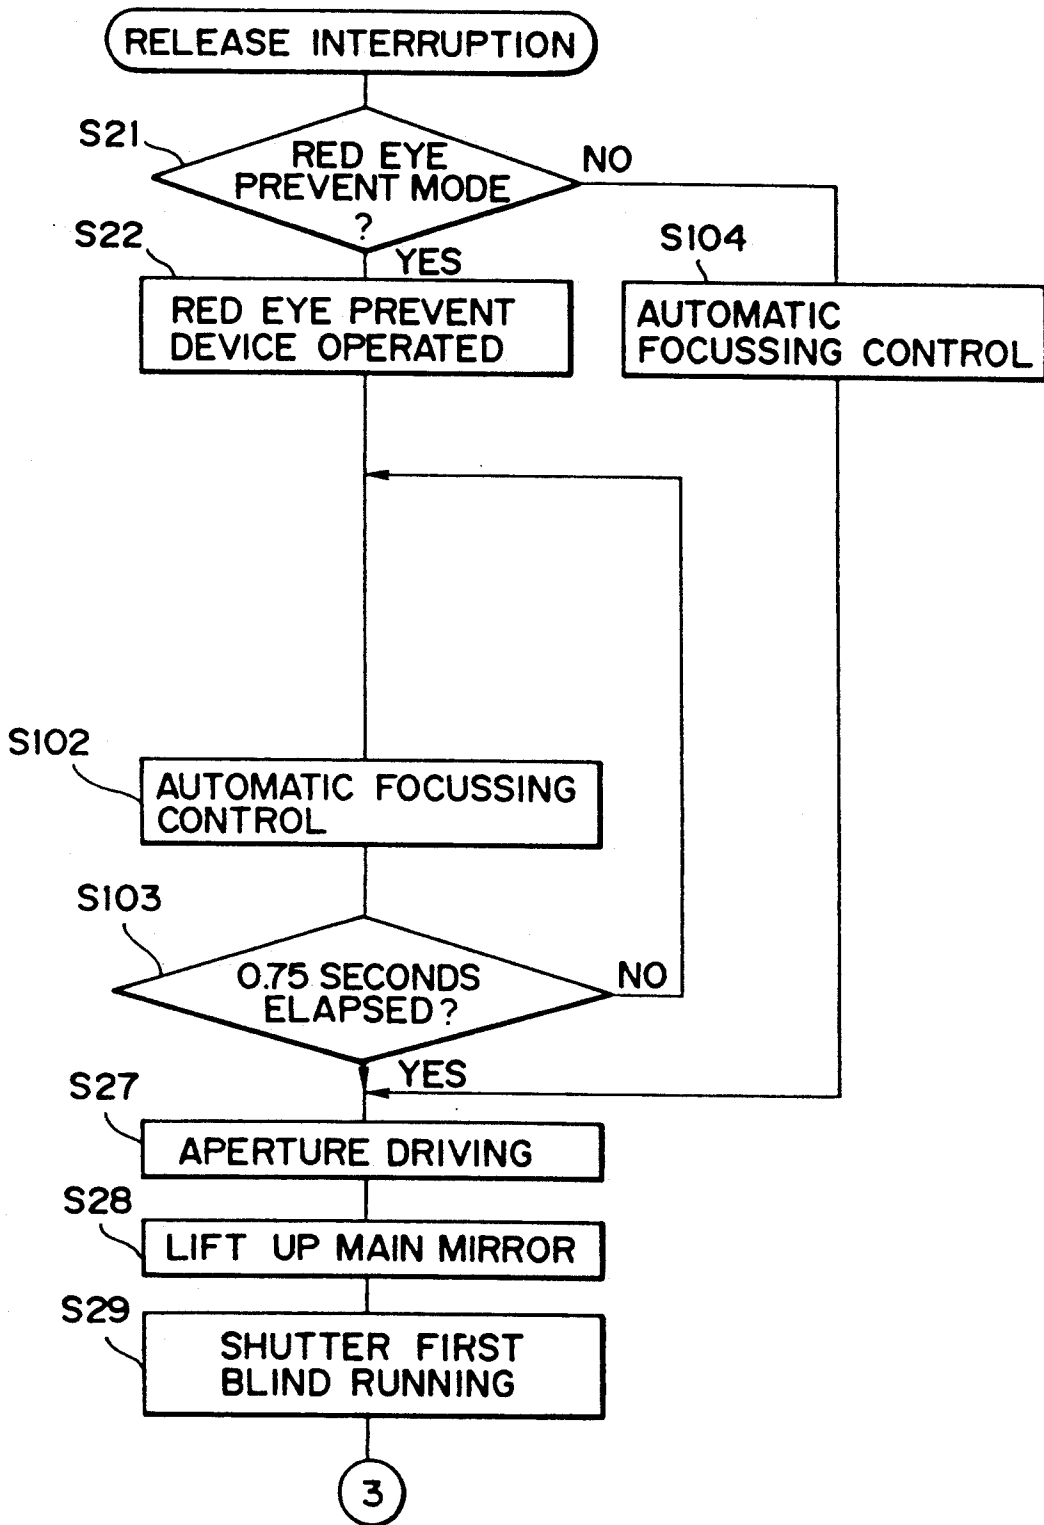 RELEASE INTERRUPTION
S21
RED EYE
PREVENT MODE
?
NO
S22
YES
S104
RED EYE PREVENT
DEVICE OPERATED
AUTOMATIC
FOCUSSING CONTROL
S102
AUTOMATIC FOCUSSING
CONTROL
S103
0.75 SECONDS
ELAPSED?
NO
YES
S27
APERTURE DRIVING
S28
LIFT UP MAIN MIRROR
S29
SHUTTER FIRST
BLIND RUNNING
3